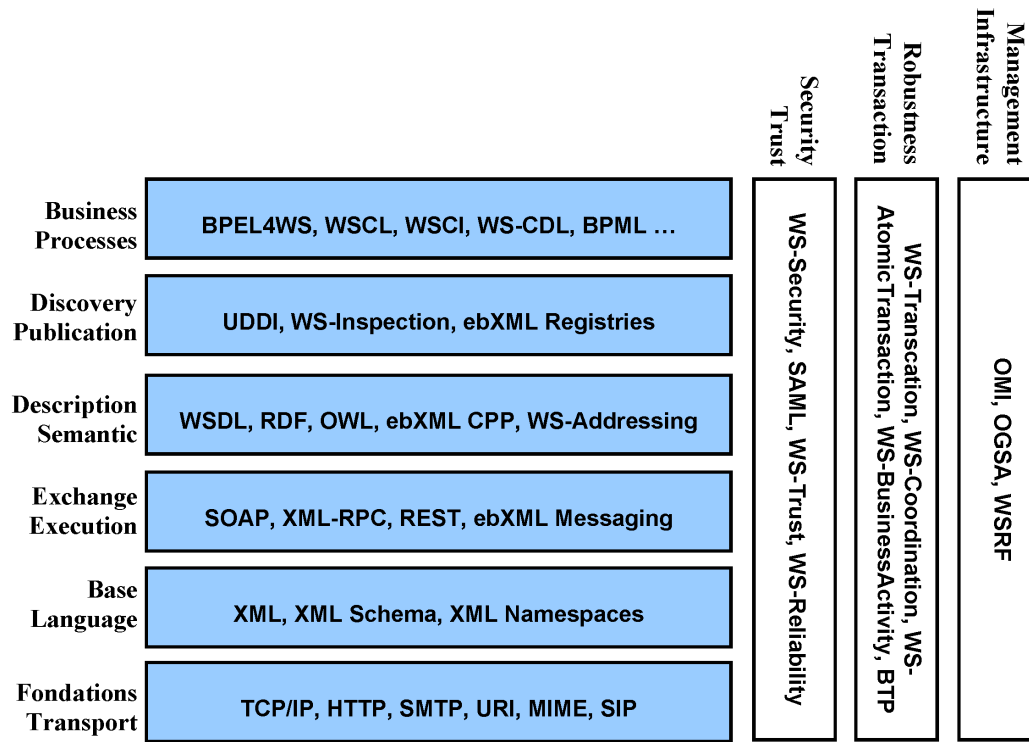 Security
Trust
Robustness
Transaction
Management
Infrastructure
Business
Processes
BPEL4WS, WSCL, WSCI, WS-CDL, BPML …
Discovery
Publication
UDDI, WS-Inspection, ebXML Registries
Description
Semantic
WSDL, RDF, OWL, ebXML CPP, WS-Addressing
Exchange
Execution
SOAP, XML-RPC, REST, ebXML Messaging
Base
Language
XML, XML Schema, XML Namespaces
Fondations
Transport
TCP/IP, HTTP, SMTP, URI, MIME, SIP
WS-Security, SAML, WS-Trust, WS-Reliability
WS-Transcation, WS-Coordination, WS-
AtomicTransaction, WS-BusinessActivity, BTP
OMI, OGSA, WSRF